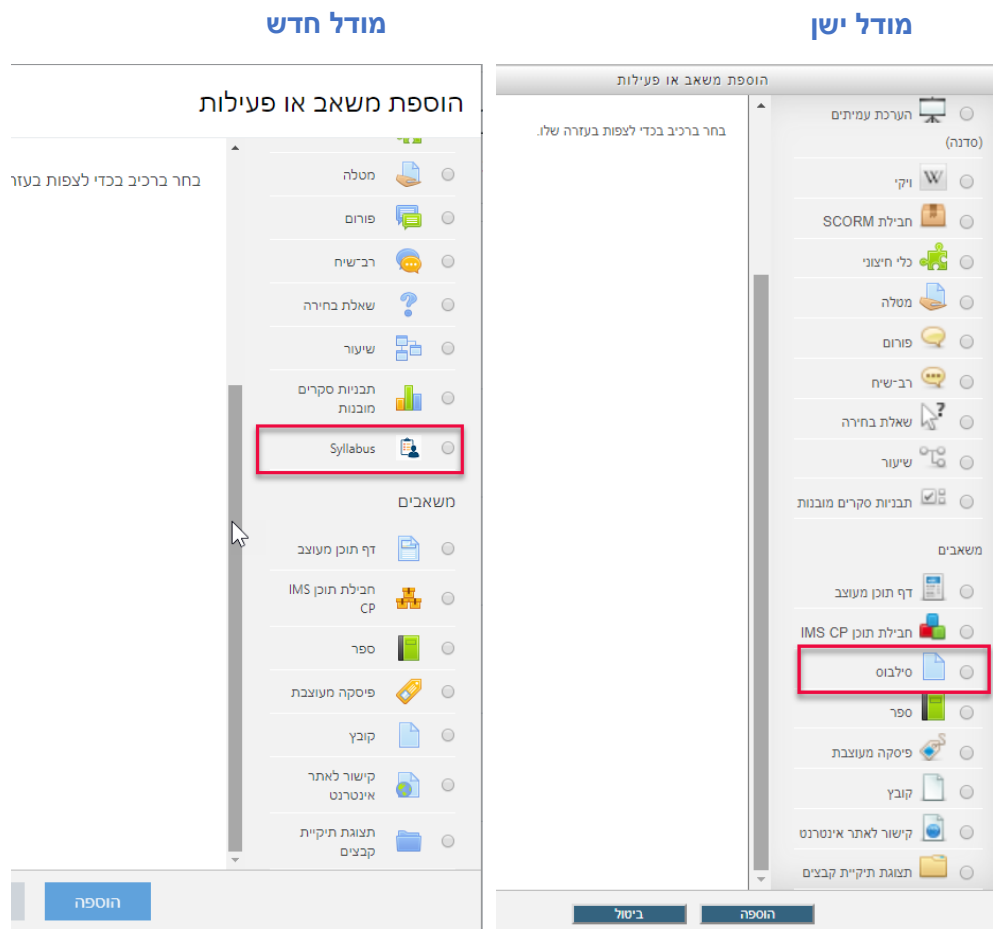 מודל ישן
הוספת משאב או פעילות
הערכת עמיתים
(סדנה)
ויקי
חבילת SCORM
כלי חיצוני
מטלה
פורום
רב־שיח
שאלת בחירה
שיעור
תבניות סקרים מובנות
משאבים
דף תוכן מעוצב
חבילת תוכן IMS CP
סילבוס
ספר
פיסקה מעוצבת
קובץ
קישור לאתר אינטרנט
תצוגת תיקיית קבצים
בחר ברכיב בכדי לצפות בעזרה שלו.
הוספה
ביטול
מודל חדש
הוספת משאב או פעילות
מטלה
פורום
רב־שיח
שאלת בחירה
שיעור
תבניות סקרים
מובנות
Syllabus
משאבים
דף תוכן מעוצב
חבילת תוכן IMS
CP
ספר
פיסקה מעוצבת
קובץ
קישור לאתר
אינטרנט
תצוגת תיקיית
קבצים
בחר ברכיב בכדי לצפות בעזר
הוספה